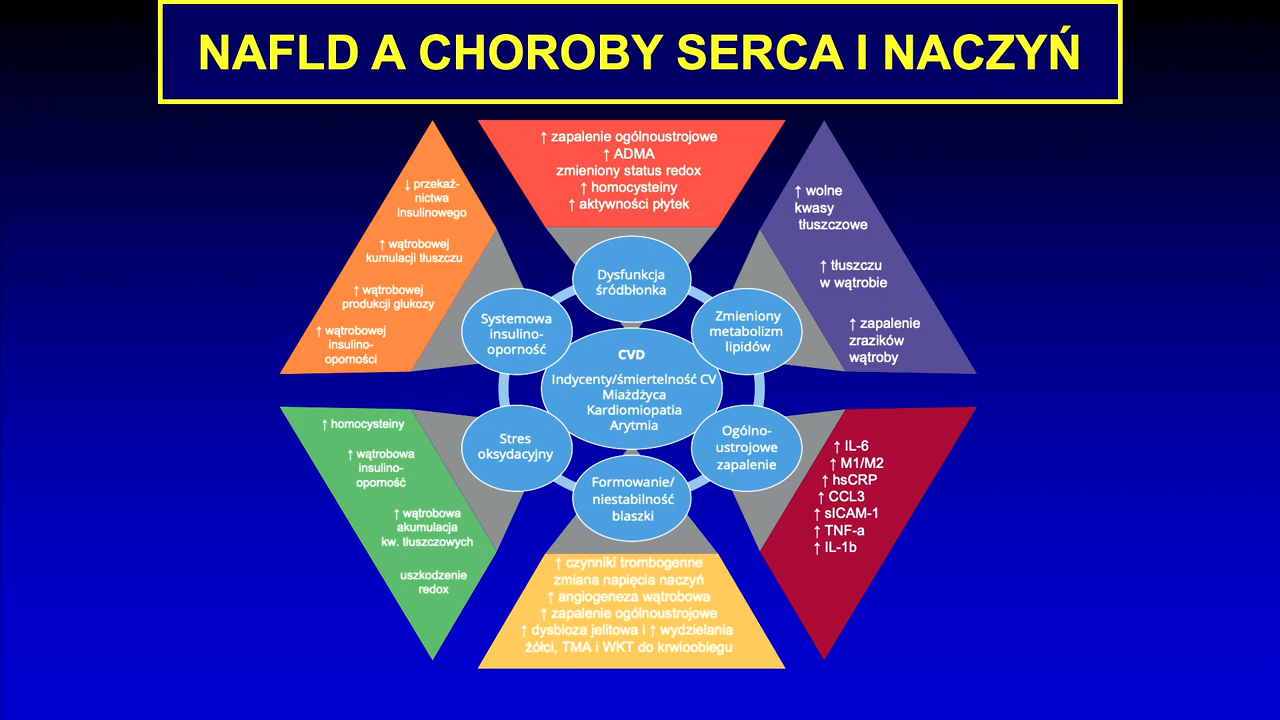 NAFLD A CHOROBY SERCA I NACZYŃ
↑ zapalenie ogólnoustrojowe
↑ ADMA
zmieniony status redox
↑ homocysteiny
↑ aktywności płytek
↓ przekaź-
nictwa
insulinowego
↑ wątrobowej
kumulacji tłuszczu
↑ wątrobowej
produkcji glukozy
↑ wątrobowej
insulino-
oporności
↑ wolne
kwasy
tłuszczowe
↑ tłuszczu
w wątrobie
↑ zapalenie
zrazików
wątroby
Dysfunkcja
śródbłonka
Systemowa
insulino-
oporność
Zmieniony
metabolizm
lipidów
CVD
Indycenty/śmiertelność CV
Miażdżyca
Kardiomiopatia
Arytmia
Stres
oksydacyjny
Ogólno-
ustrojowe
zapalenie
Formowanie/
niestabilność
blaszki
↑ homocysteiny
↑ wątrobowa
insulino-
oporność
↑ wątrobowa
akumulacja
kw. tłuszczowych
uszkodzenie
redox
↑ IL-6
↑ M1/M2
↑ hsCRP
↑ CCL3
↑ sICAM-1
↑ TNF-a
↑ IL-1b
↑ czynniki trombogenne
zmiana napięcia naczyń
↑ angiogeneza wątrobowa
↑ zapalenie ogólnoustrojowe
↑ dysbioza jelitowa i ↑ wydzielania
żółci, TMA i WKT do krwioobiegu